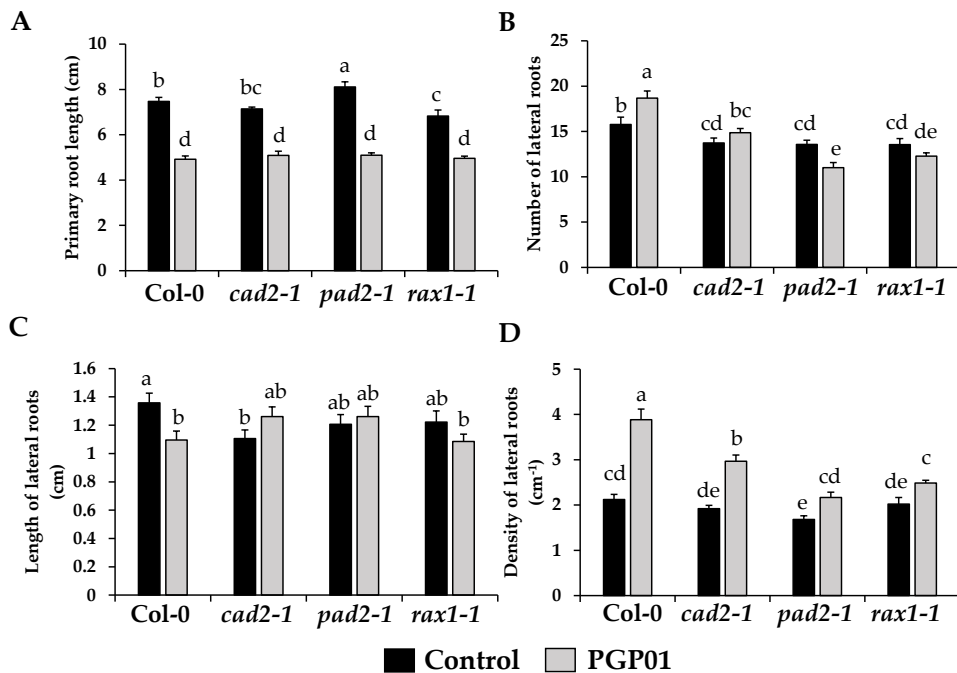 A
Primary root length (cm)
10
8
6
4
2
0
b
d
bc
d
a
d
c
d
Col-0 cad2-1 pad2-1 rax1-1
B
Number of lateral roots
25
20
15
10
5
0
b
a
cd
bc
cd
e
cd
de
Col-0 cad2-1 pad2-1 rax1-1
C
Length of lateral roots
(cm)
1.6
1.4
1.2
1
0.8
0.6
0.4
0.2
0
a
b
b
ab
ab
ab
ab
b
Col-0 cad2-1 pad2-1 rax1-1
D
Density of lateral roots
(cm-1)
5
4
3
2
1
0
cd
a
de
b
e
cd
de
c
Col-0 cad2-1 pad2-1 rax1-1
Control PGP01